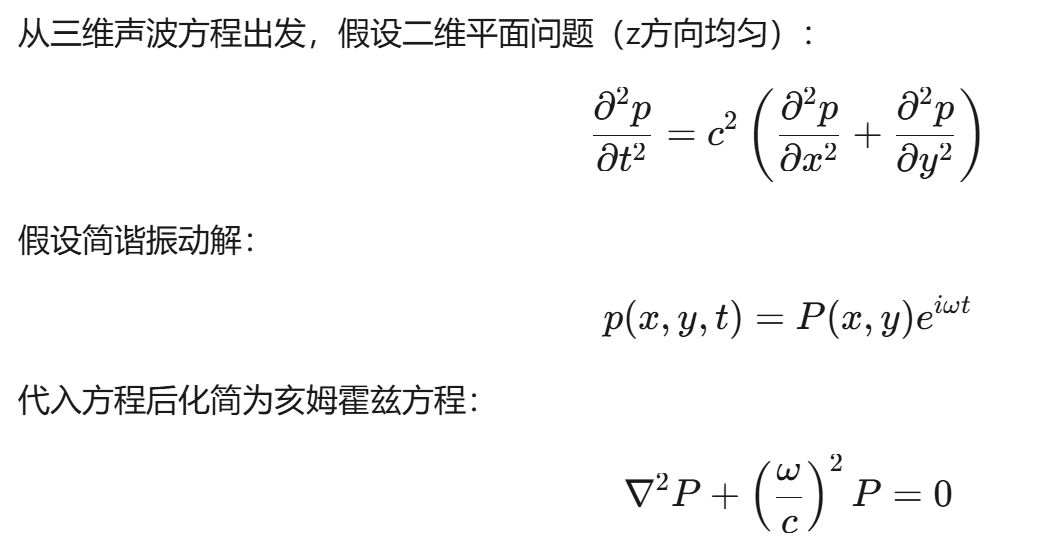 从三维声波方程出发，假设二维平面问题（z方向均匀）：
$$\frac{\partial^2 p}{\partial t^2} = c^2 \left( \frac{\partial^2 p}{\partial x^2} + \frac{\partial^2 p}{\partial y^2} \right)$$
假设简谐振动解：
$$p(x, y, t) = P(x, y)e^{i\omega t}$$
代入方程后化简为亥姆霍兹方程：
$$\nabla^2 P + \left( \frac{\omega}{c} \right)^2 P = 0$$